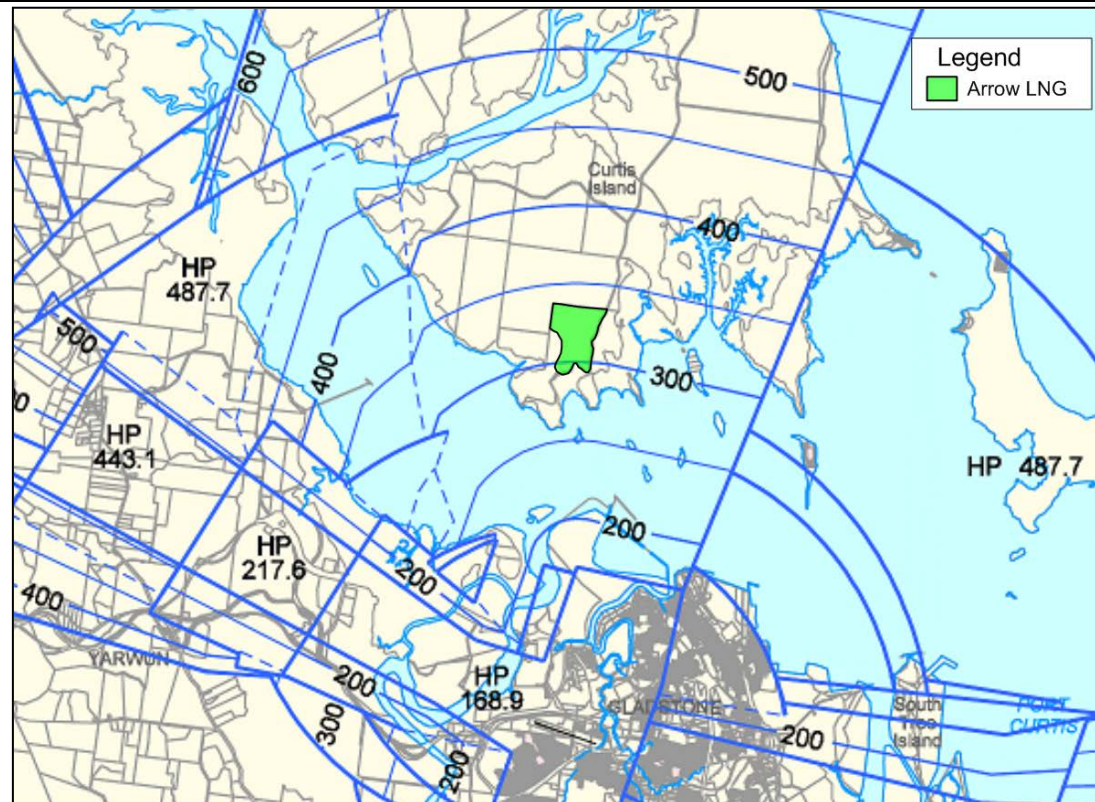 600
500
Legend
Arrow LNG
Curtis
Island
400
HP
487.7
500
400
300
HP
443.1
HP 487.7
200
HP
217.6
200
400
YARWUN
200
HP
168.9
GLADSTONE
South
Tree
Island
PORT
CURTIS
300
200
200